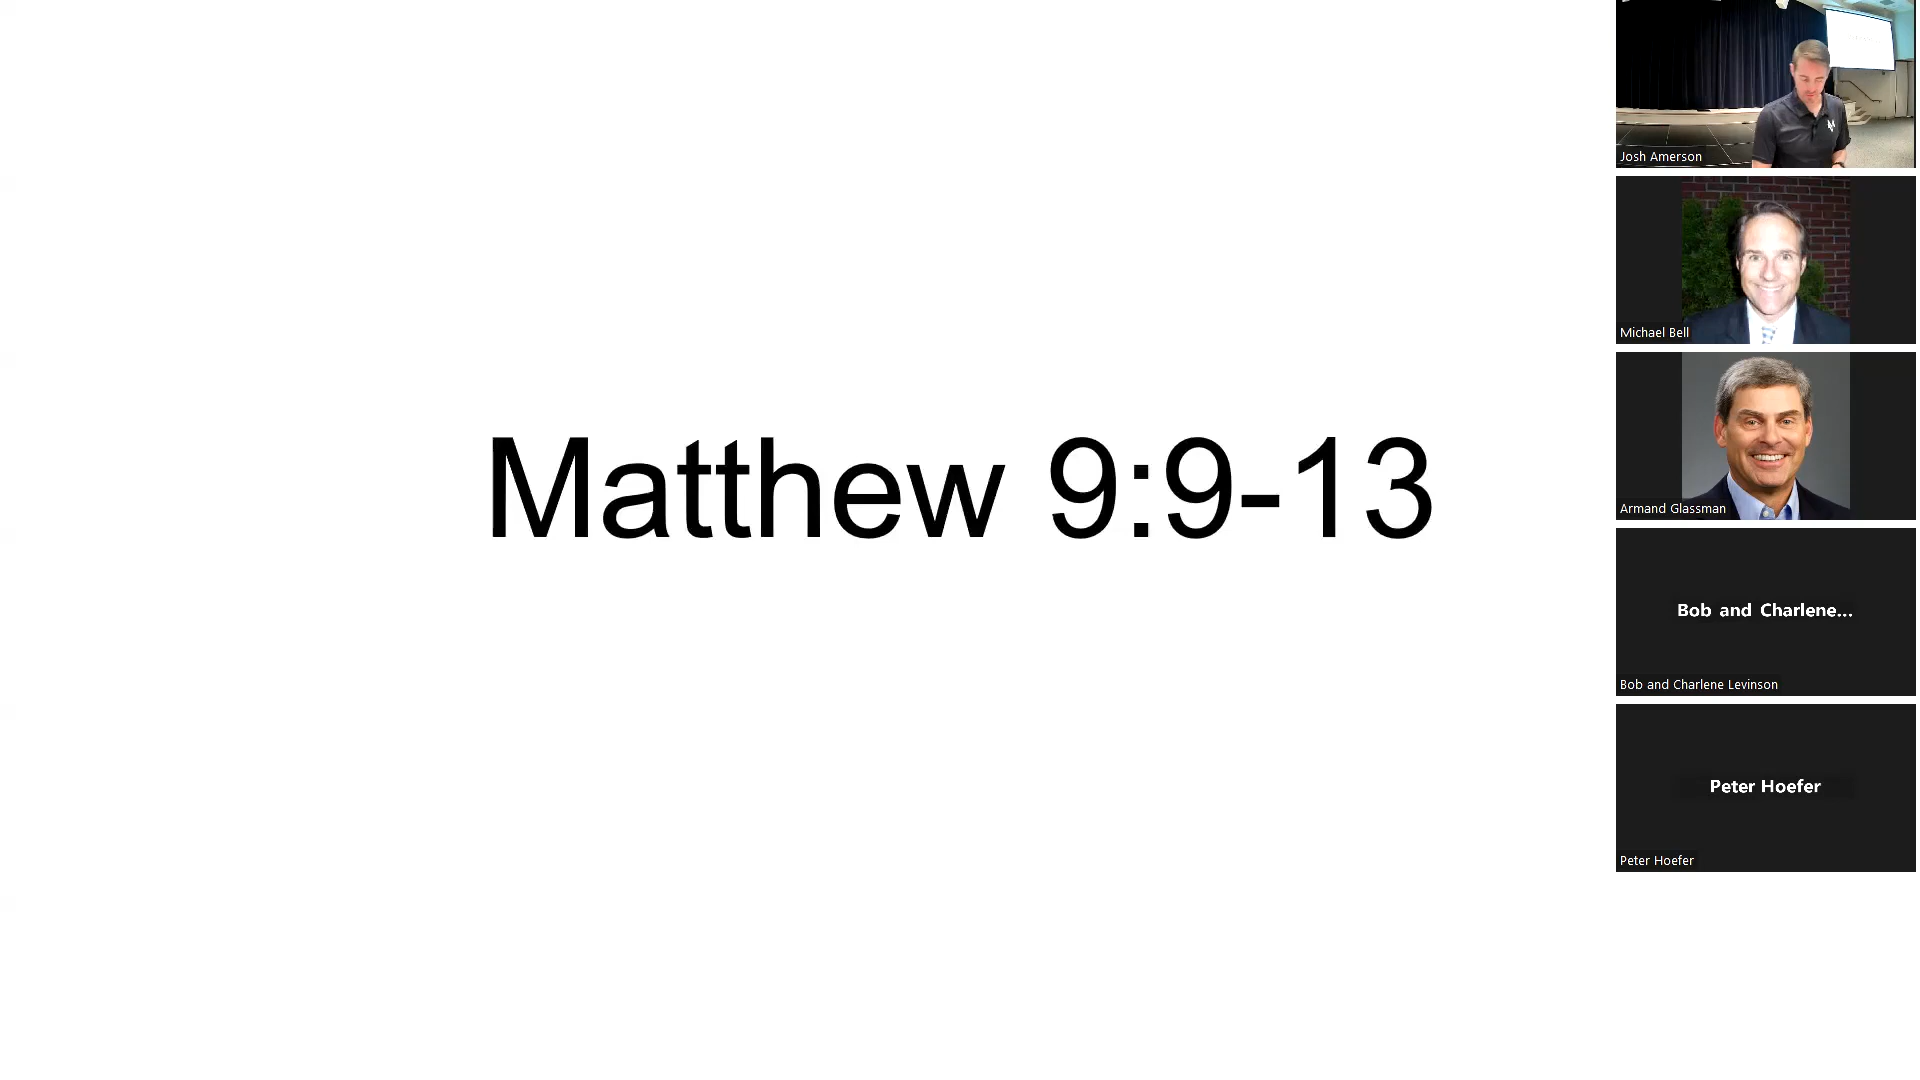 Matthew 9:9-13
Josh Amerson
Michael Bell
Armand Glassman
Bob and Charlene...
Bob and Charlene Levinson
Peter Hoefer
Peter Hoefer